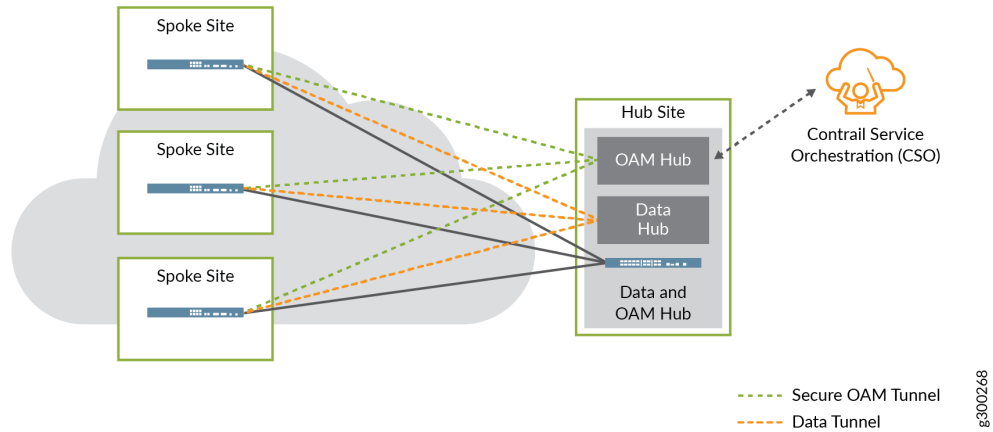 Spoke Site
Spoke Site
Spoke Site
Hub Site
OAM Hub
Data
Hub
Data and
OAM Hub
Contrail Service
Orchestration (CSO)
Secure OAM Tunnel
Data Tunnel
g300268